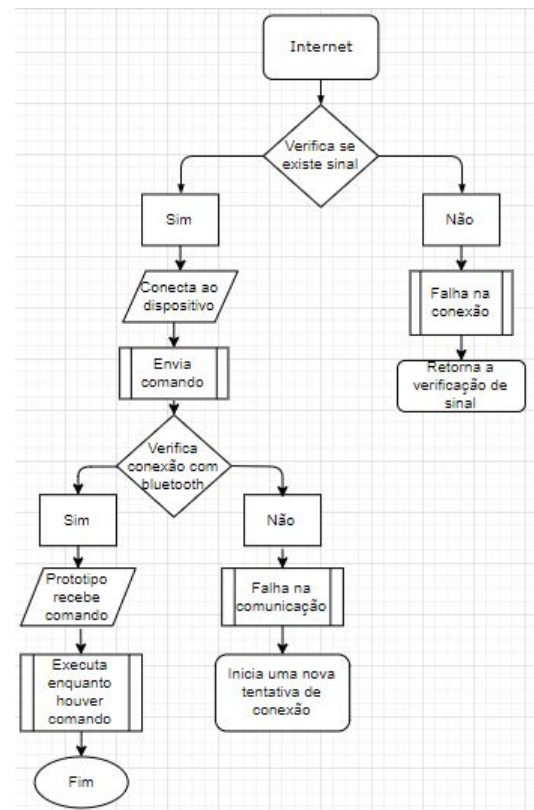 Internet
Verifica se
existe sinal
Sim
Não
Conecta ao
dispositivo
Falha na
conexão
Envia
comando
Retorna a
verificação de
sinal
Verifica
conexão com
bluetooth
Sim
Não
Prototipo
recebe
comando
Falha na
comunicação
Executa
enquanto
houver
comando
Inicia uma nova
tentativa de
conexão
Fim